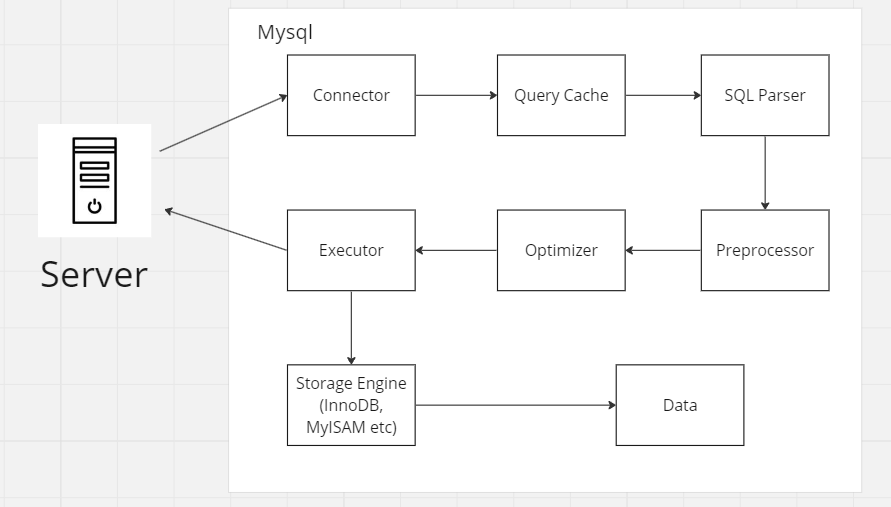 Mysql
Connector
Query Cache
SQL Parser
Server
Executor
Optimizer
Preprocessor
Storage Engine
(InnoDB,
MyISAM etc)
Data